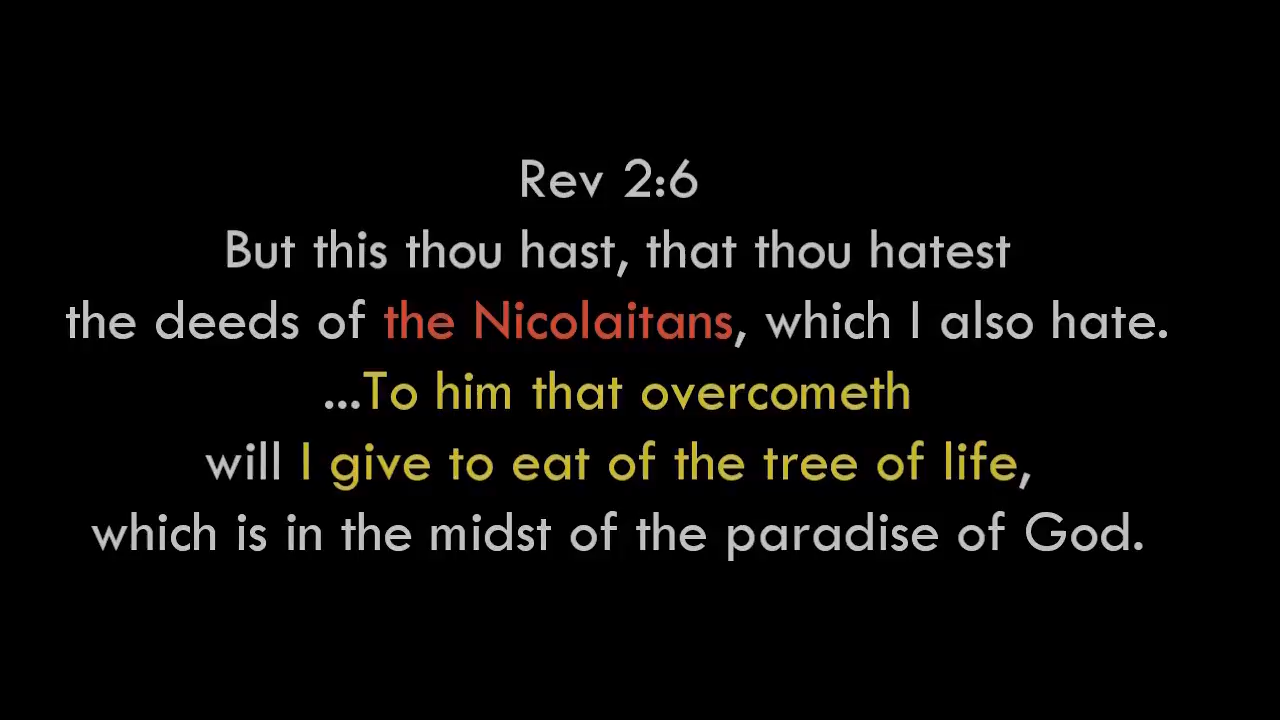 Rev 2:6
But this thou hast, that thou hatest
the deeds of the Nicolaitans, which I also hate.
...To him that overcometh
will I give to eat of the tree of life,
which is in the midst of the paradise of God.